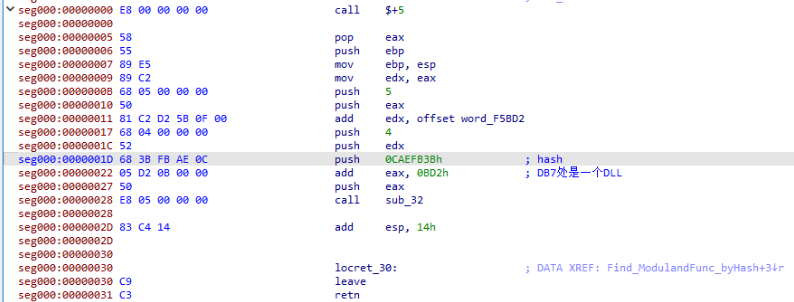 seg000:00000000 E8 00 00 00 00 call $+5
seg000:00000000
seg000:00000005 58 pop eax
seg000:00000006 55 push ebp
seg000:00000007 89 E5 mov ebp, esp
seg000:00000009 89 C2 mov edx, eax
seg000:0000000B 68 05 00 00 00 push 5
seg000:00000010 50 push eax
seg000:00000011 81 C2 D2 5B 0F 00 add edx, offset word_F5BD2
seg000:00000017 68 04 00 00 00 push 4
seg000:0000001C 52 push edx
seg000:0000001D 68 3B FB AE 0C push 0CAEFB3Bh ; hash
seg000:00000022 05 D2 0B 00 00 add eax, 0BD2h ; DB7处是一个DLL
seg000:00000027 50 push eax
seg000:00000028 E8 05 00 00 00 call sub_32
seg000:00000028
seg000:0000002D 83 C4 14 add esp, 14h
seg000:0000002D
seg000:00000030
seg000:00000030 locret_30: ; DATA XREF: Find_ModulandFunc_byHash+3↓r
seg000:00000030 C9 leave
seg000:00000031 C3 retn